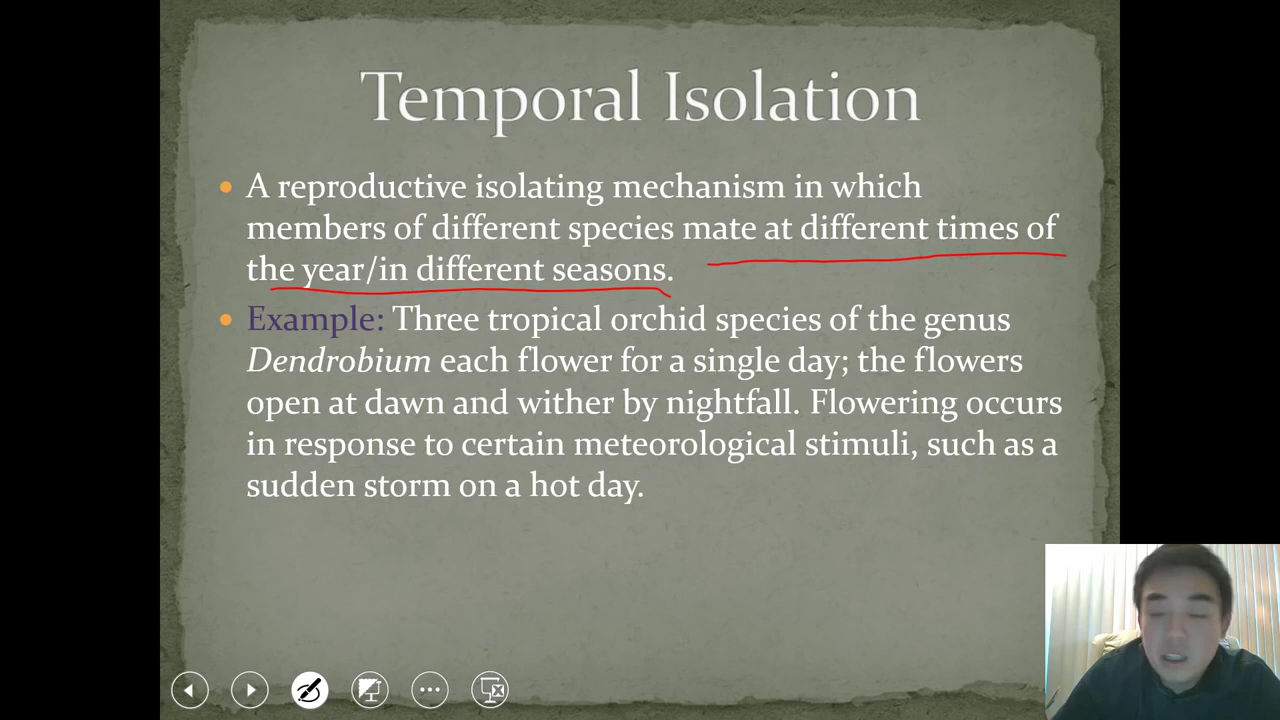 Temporal Isolation
• A reproductive isolating mechanism in which
members of different species mate at different times of
the year/in different seasons.
• Example: Three tropical orchid species of the genus
Dendrobium each flower for a single day; the flowers
open at dawn and wither by nightfall. Flowering occurs
in response to certain meteorological stimuli, such as a
sudden storm on a hot day.